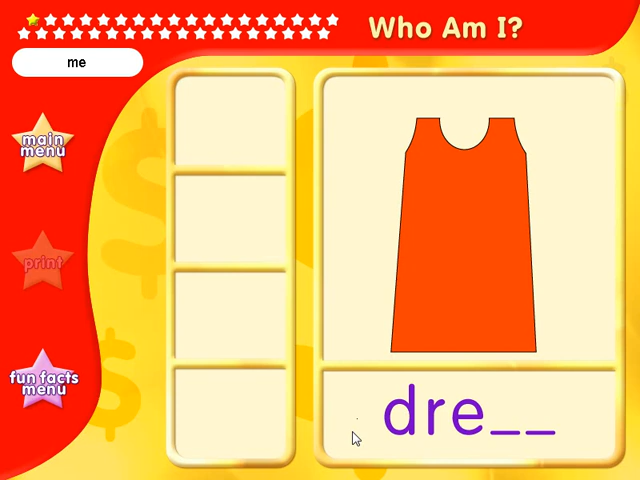 Who Am I?
me
main
menu
print
fun facts
menu
dre__